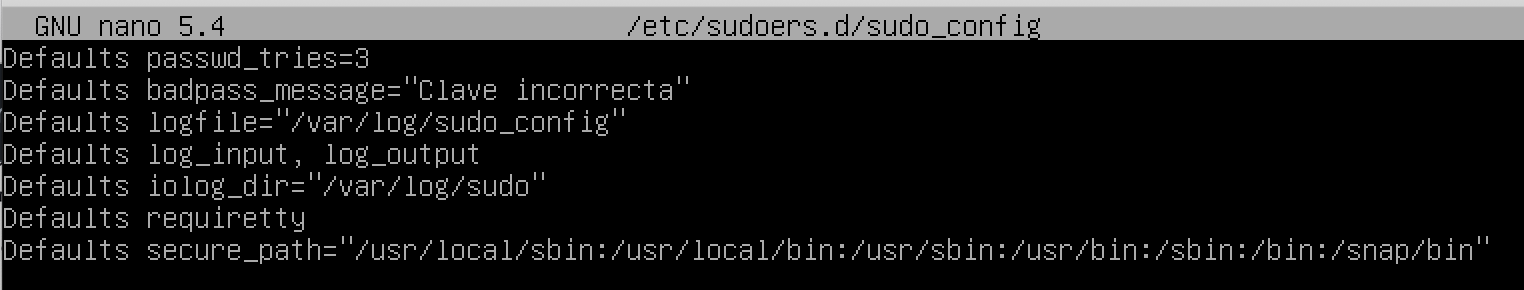 GNU nano 5.4 /etc/sudoers.d/sudo_config
Defaults passwd_tries=3
Defaults badpass_message="Clave incorrecta"
Defaults logfile="/var/log/sudo_config"
Defaults log_input, log_output
Defaults iolog_dir="/var/log/sudo"
Defaults requiretty
Defaults secure_path="/usr/local/sbin:/usr/local/bin:/usr/sbin:/usr/bin:/sbin:/bin:/snap/bin"